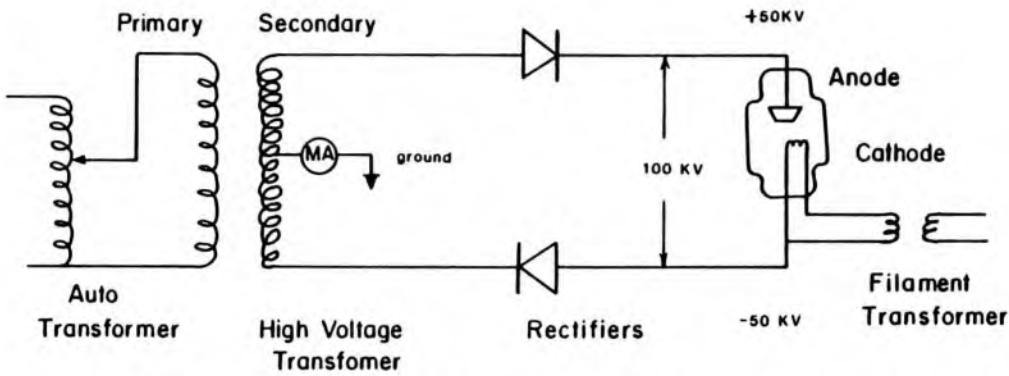 Primary
Secondary
+50KV
Anode
MA
ground
100 KV
Cathode
Auto
Transformer
High Voltage
Transfomer
Rectifiers
-50 KV
Filament
Transformer